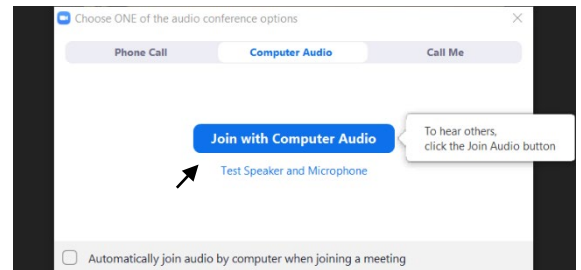 Choose ONE of the audio conference options
Phone Call
Computer Audio
Call Me
Join with Computer Audio
To hear others,
click the Join Audio button
Test Speaker and Microphone
Automatically join audio by computer when joining a meeting